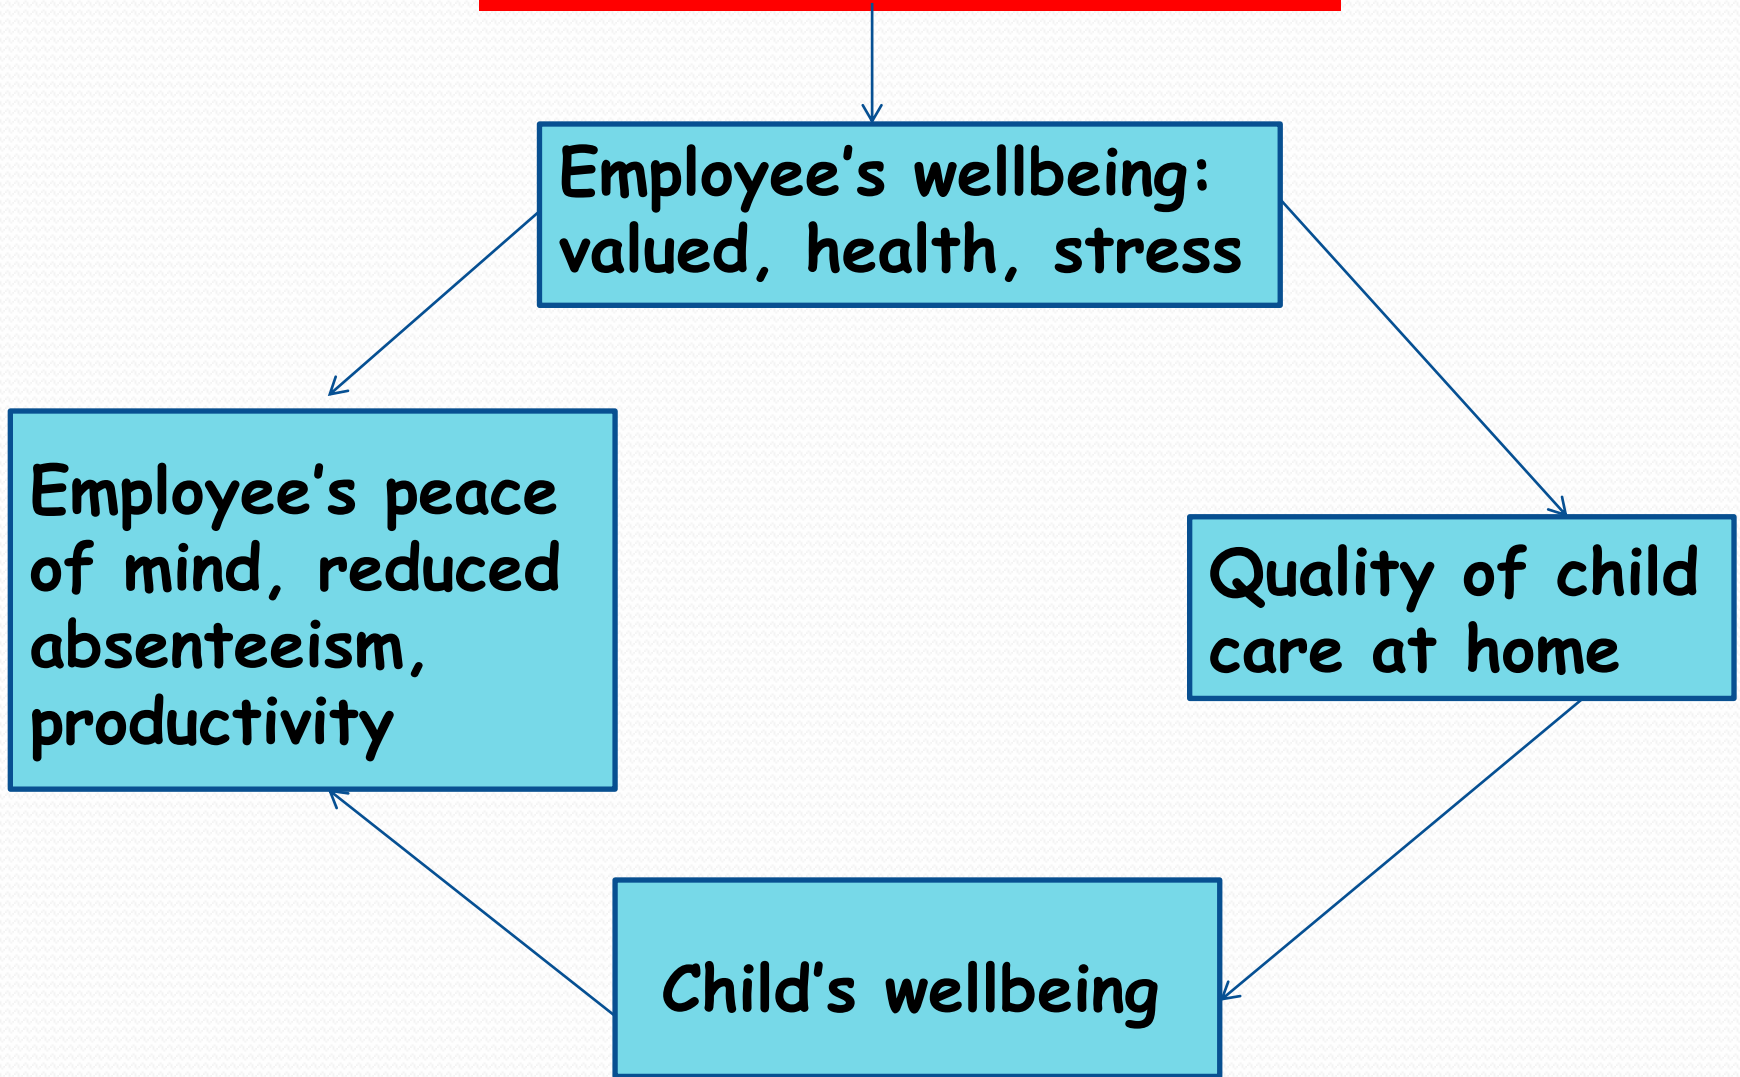 Employee’s wellbeing:
valued, health, stress
Employee’s peace
of mind, reduced
absenteeism,
productivity
Quality of child
care at home
Child’s wellbeing